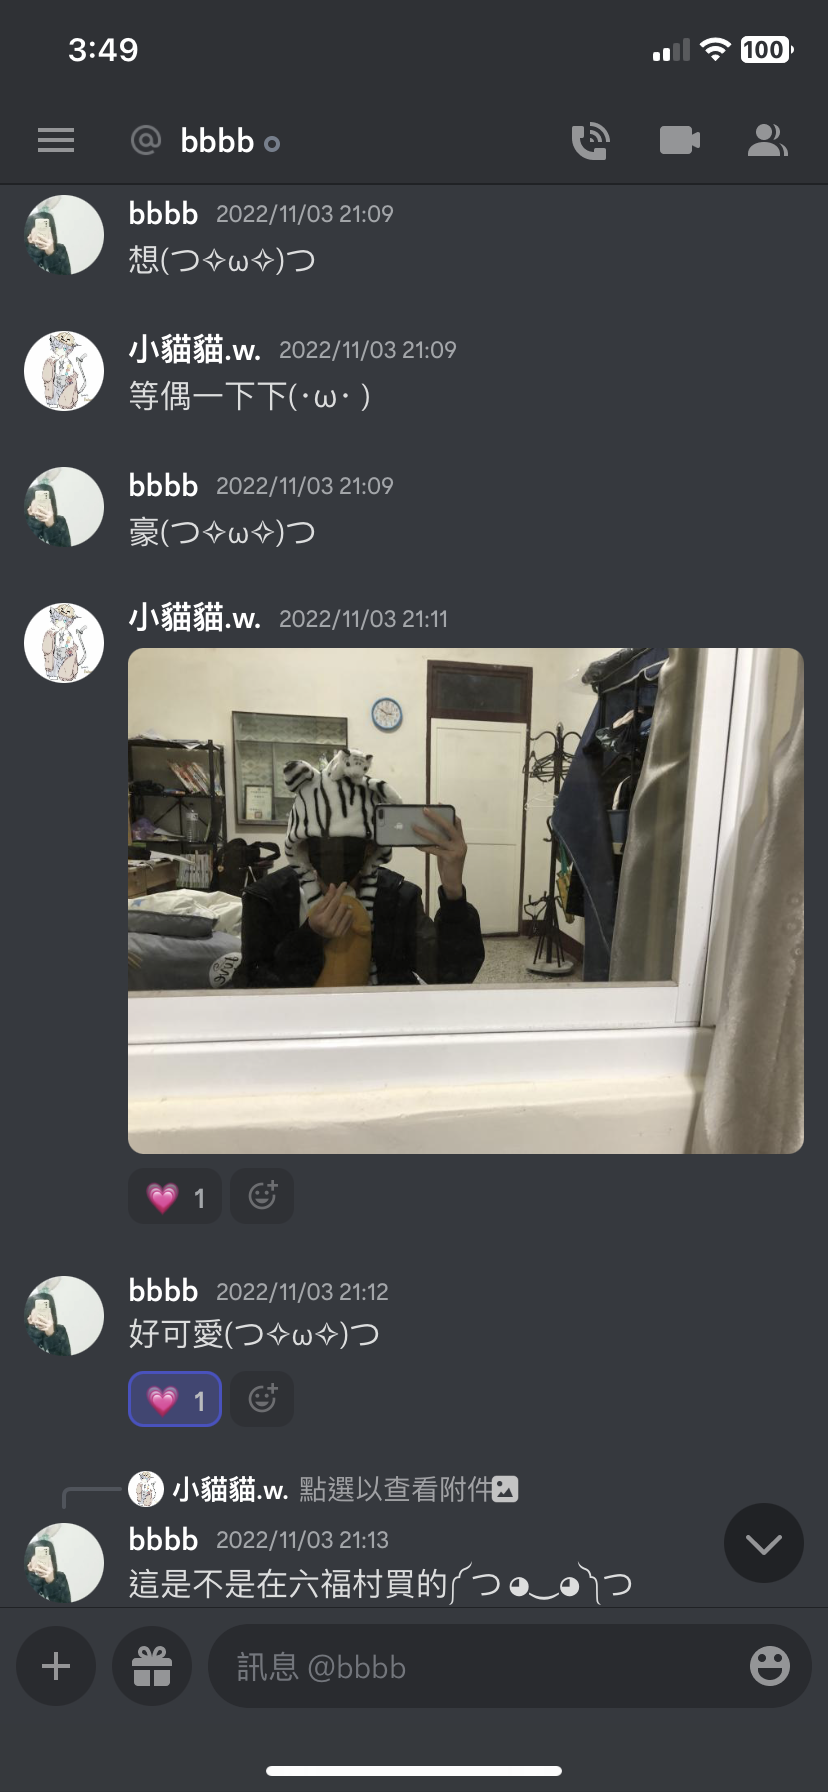 3:49
100
@ bbbb
bbbb 2022/11/03 21:09
想(つ✧ω✧)つ
小貓貓.w. 2022/11/03 21:09
等偶一下下(･ω･ )
bbbb 2022/11/03 21:09
豪(つ✧ω✧)つ
小貓貓.w. 2022/11/03 21:11
1
bbbb 2022/11/03 21:12
好可愛(つ✧ω✧)つ
1
小貓貓.w. 點選以查看附件
bbbb 2022/11/03 21:13
這是不是在六福村買的༼つ ◕‿◕༽つ
訊息 @bbbb